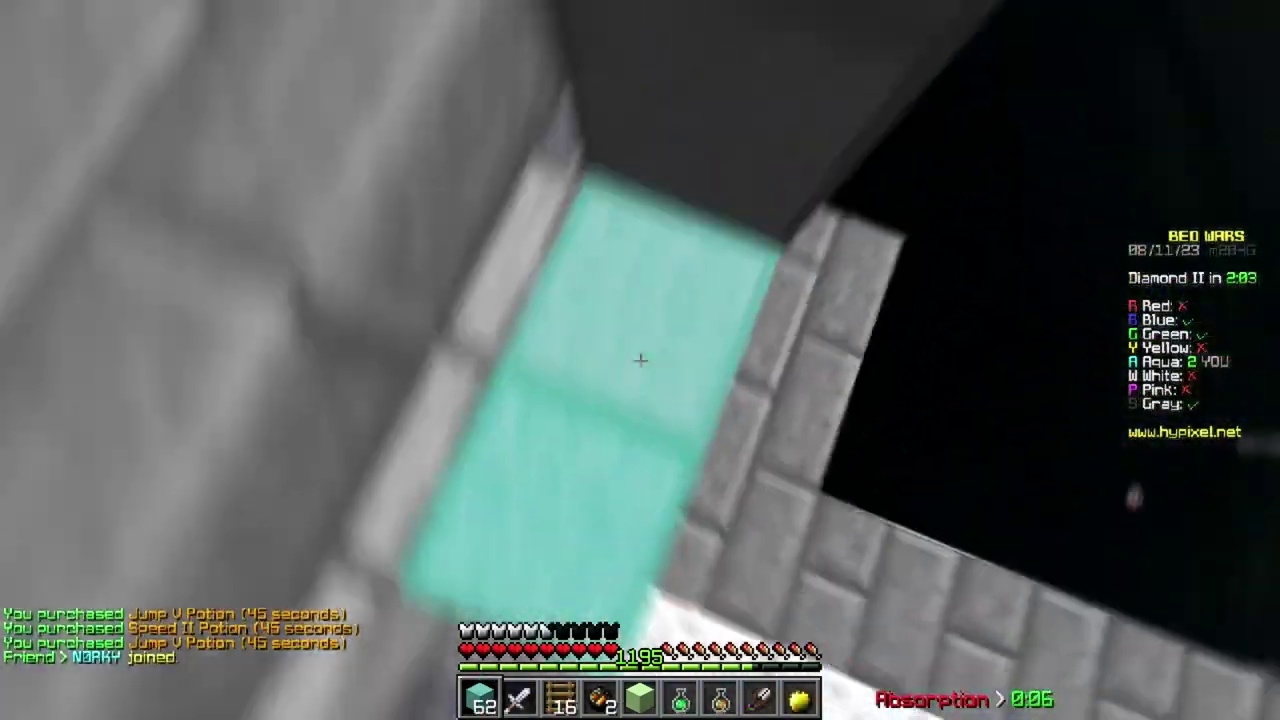 BED WARS
08/11/23
Diamond II in 2:03
R Red: ✗
B Blue: ✓
G Green: ✓
Y Yellow: ✗
A Aqua: 2 YOU
W White: ✗
P Pink: ✗
S Gray: ✓
www.hypixel.net
You purchased Jump V Potion (45 seconds)
You purchased Speed II Potion (45 seconds)
You purchased Jump V Potion (45 seconds)
Friend > N0RKY joined.
1195
62
16
2
Absorption > 0:06